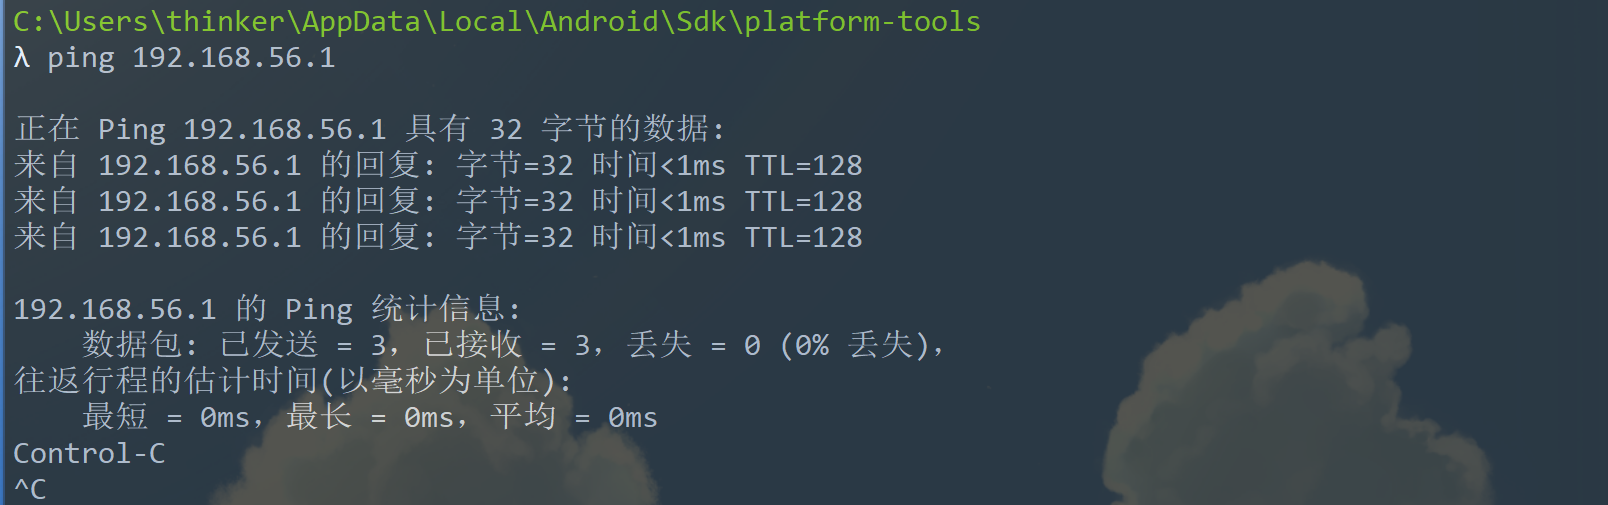 C:\Users\thinker\AppData\Local\Android\Sdk\platform-tools
λ ping 192.168.56.1
正在 Ping 192.168.56.1 具有 32 字节的数据:
来自 192.168.56.1 的回复: 字节=32 时间<1ms TTL=128
来自 192.168.56.1 的回复: 字节=32 时间<1ms TTL=128
来自 192.168.56.1 的回复: 字节=32 时间<1ms TTL=128
192.168.56.1 的 Ping 统计信息:
数据包: 已发送 = 3，已接收 = 3，丢失 = 0 (0% 丢失)，
往返行程的估计时间(以毫秒为单位):
最短 = 0ms，最长 = 0ms，平均 = 0ms
Control-C
^C